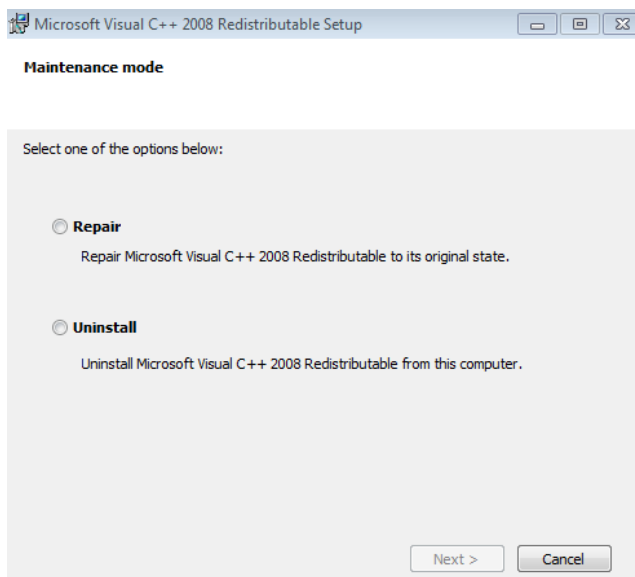 Microsoft Visual C++ 2008 Redistributable Setup
Maintenance mode
Select one of the options below:
Repair
Repair Microsoft Visual C++ 2008 Redistributable to its original state.
Uninstall
Uninstall Microsoft Visual C++ 2008 Redistributable from this computer.
Next > Cancel